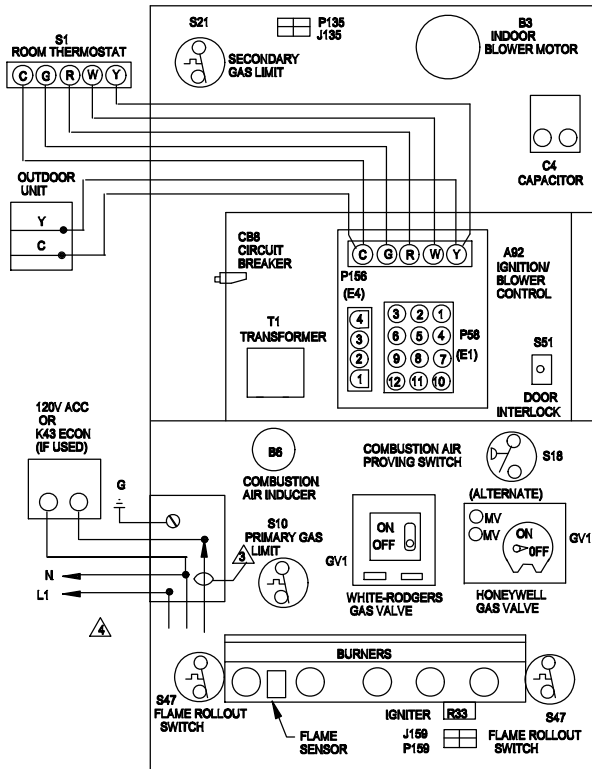 S21
P135
J135
B3
INDOOR
BLOWER MOTOR
S1
ROOM THERMOSTAT
SECONDARY
GAS LIMIT
C G R W Y
C4
CAPACITOR
OUTDOOR
UNIT
Y
C
CB8
CIRCUIT
BREAKER
C G R W Y
P156
(E4)
A92
IGNITION/
BLOWER
CONTROL
T1
TRANSFORMER
4
3
2
1
3 2 1
6 5 4
9 8 7
12 11 10
P58
(E1)
S51
DOOR
INTERLOCK
120V ACC
OR
K43 ECON
(IF USED)
G
N
L1
4
B6
COMBUSTION
AIR INDUCER
COMBUSTION AIR
PROVING SWITCH
S18
S10
PRIMARY GAS
LIMIT
3
ON
OFF
GV1
WHITE-RODGERS
GAS VALVE
(ALTERNATE)
MV
MV
ON
OFF
GV1
HONEYWELL
GAS VALVE
BURNERS
S47
FLAME ROLLOUT
SWITCH
FLAME
SENSOR
IGNITER
R33
J159
P159
S47
FLAME ROLLOUT
SWITCH